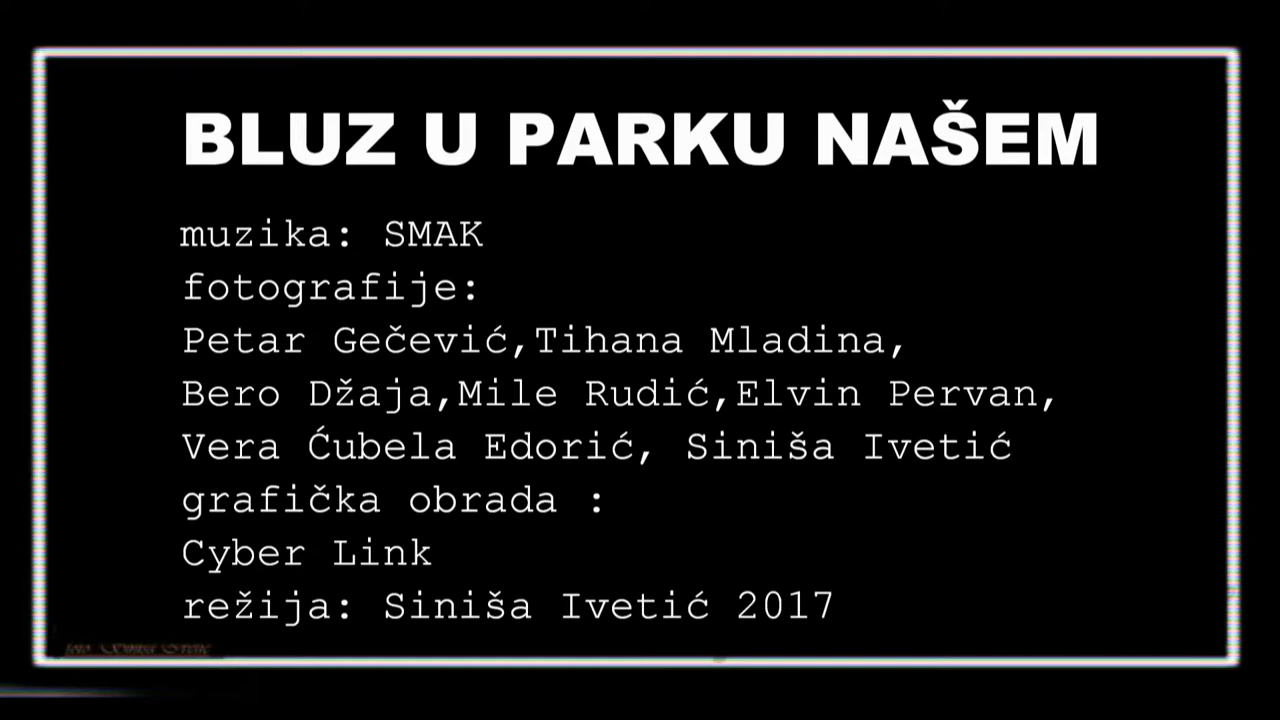 BLUZ U PARKU NAŠEM
muzika: SMAK
fotografije:
Petar Gečević,Tihana Mladina,
Bero Džaja,Mile Rudić,Elvin Pervan,
Vera Ćubela Edorić, Siniša Ivetić
grafička obrada :
Cyber Link
režija: Siniša Ivetić 2017